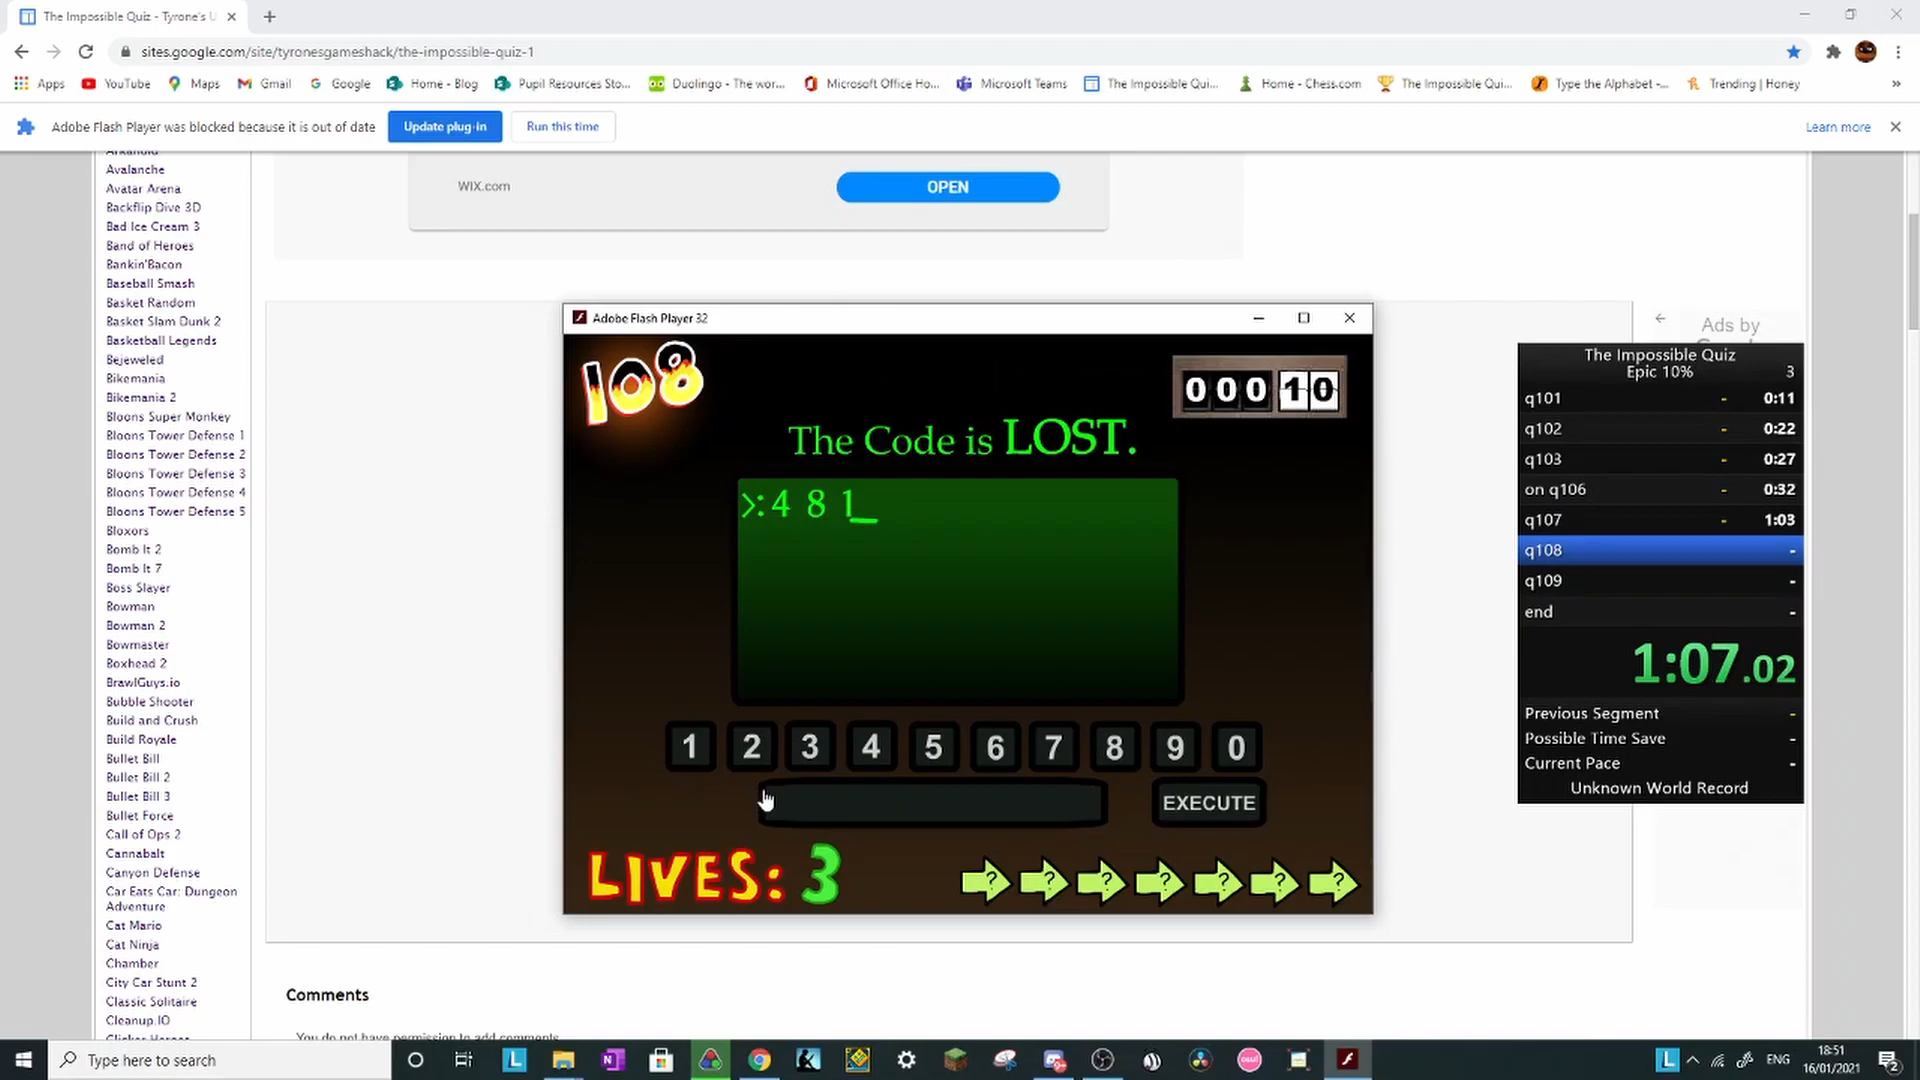 The Impossible Quiz - Tyrone's U
sites.google.com/site/tyronesgameshack/the-impossible-quiz-1
Apps YouTube Maps Gmail Google Home - Blog Pupil Resources Sto... Duolingo - The wor... Microsoft Office Ho... Microsoft Teams The Impossible Qui... Home - Chess.com The Impossible Qui... Type the Alphabet -... Trending | Honey »
Adobe Flash Player was blocked because it is out of date Update plug-in Run this time Learn more
Arkanoid
Avalanche
Avatar Arena
Backflip Dive 3D
Bad Ice Cream 3
Band of Heroes
Bankin'Bacon
Baseball Smash
Basket Random
Basket Slam Dunk 2
Basketball Legends
Bejeweled
Bikemania
Bikemania 2
Bloons Super Monkey
Bloons Tower Defense 1
Bloons Tower Defense 2
Bloons Tower Defense 3
Bloons Tower Defense 4
Bloons Tower Defense 5
Bloxors
Bomb It 2
Bomb It 7
Boss Slayer
Bowman
Bowman 2
Bowmaster
Boxhead 2
BrawlGuys.io
Bubble Shooter
Build and Crush
Build Royale
Bullet Bill
Bullet Bill 2
Bullet Bill 3
Bullet Force
Call of Ops 2
Cannabalt
Canyon Defense
Car Eats Car: Dungeon
Adventure
Cat Mario
Cat Ninja
Chamber
City Car Stunt 2
Classic Solitaire
Cleanup.IO
WIX.com OPEN
Adobe Flash Player 32
108
00010
The Code is LOST.
>:4 8 1_
1 2 3 4 5 6 7 8 9 0
EXECUTE
LIVES: 3
? ? ? ? ? ? ?
Ads by
The Impossible Quiz
Epic 10% 3
q101 - 0:11
q102 - 0:22
q103 - 0:27
on q106 - 0:32
q107 - 1:03
q108 -
q109 -
end -
1:07.02
Previous Segment -
Possible Time Save -
Current Pace -
Unknown World Record
Comments
You do not have permission to add comments.
Type here to search
ENG
18:51
16/01/2021
2